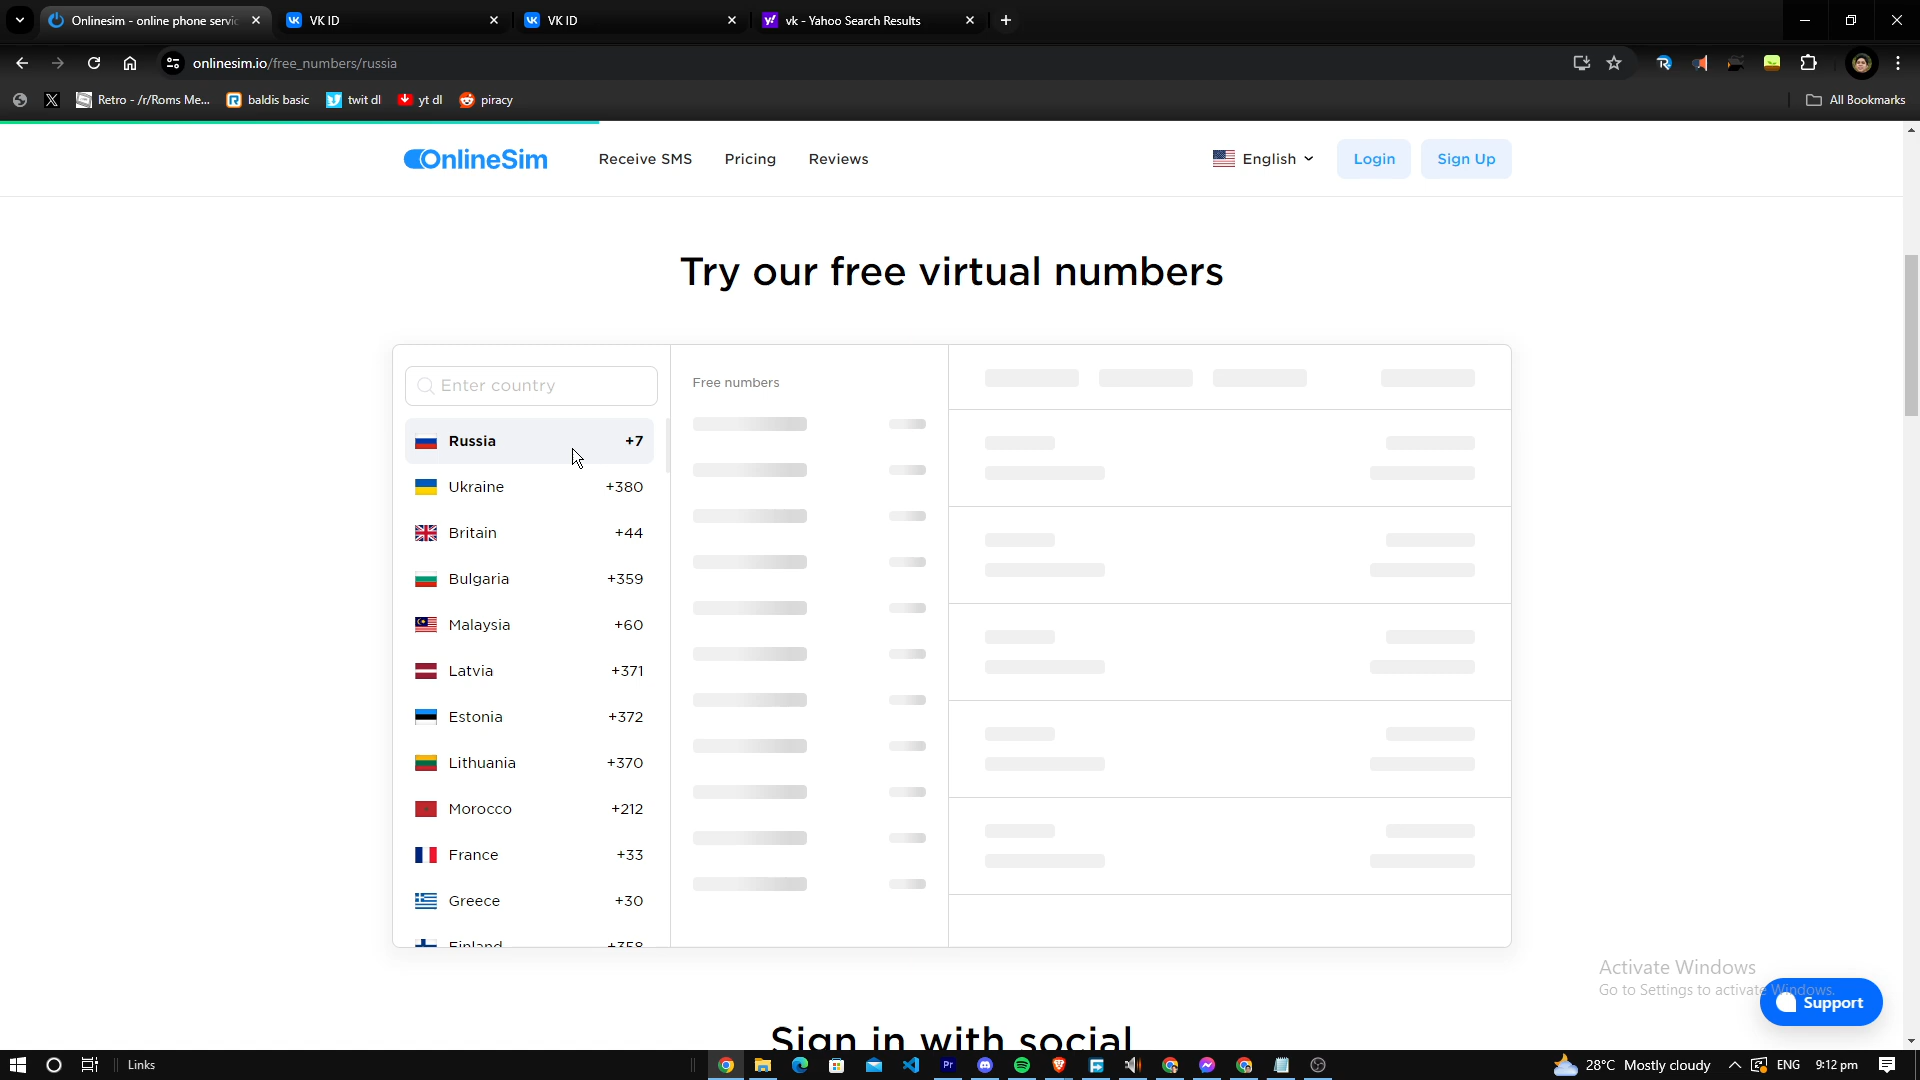 Onlinesim - online phone servic
VK ID
VK ID
vk - Yahoo Search Results
onlinesim.io/free_numbers/russia
Retro - /r/Roms Me...
baldis basic
twit dl
yt dl
piracy
All Bookmarks
OnlineSim
Receive SMS
Pricing
Reviews
English
Login
Sign Up
Try our free virtual numbers
Enter country
Free numbers
Russia +7
Ukraine +380
Britain +44
Bulgaria +359
Malaysia +60
Latvia +371
Estonia +372
Lithuania +370
Morocco +212
France +33
Greece +30
Finland +358
Activate Windows
Go to Settings to activate Windows.
Support
Sign in with social
Links
28°C Mostly cloudy
ENG
9:12 pm